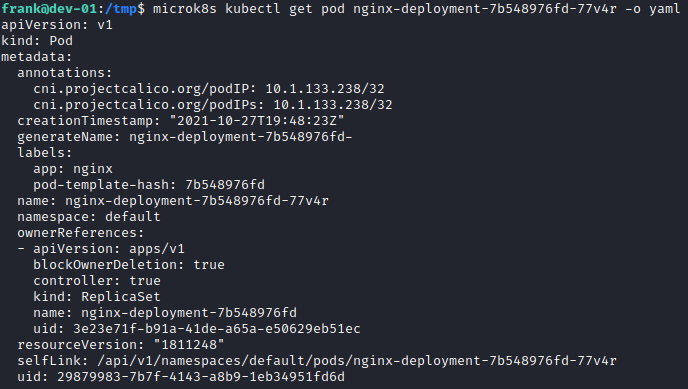 frank@dev-01:/tmp$ microk8s kubectl get pod nginx-deployment-7b548976fd-77v4r -o yaml
apiVersion: v1
kind: Pod
metadata:
  annotations:
    cni.projectcalico.org/podIP: 10.1.133.238/32
    cni.projectcalico.org/podIPs: 10.1.133.238/32
  creationTimestamp: "2021-10-27T19:48:23Z"
  generateName: nginx-deployment-7b548976fd-
  labels:
    app: nginx
    pod-template-hash: 7b548976fd
  name: nginx-deployment-7b548976fd-77v4r
  namespace: default
  ownerReferences:
  - apiVersion: apps/v1
    blockOwnerDeletion: true
    controller: true
    kind: ReplicaSet
    name: nginx-deployment-7b548976fd
    uid: 3e23e71f-b91a-41de-a65a-e50629eb51ec
  resourceVersion: "1811248"
  selfLink: /api/v1/namespaces/default/pods/nginx-deployment-7b548976fd-77v4r
  uid: 29879983-7b7f-4143-a8b9-1eb34951fd6d